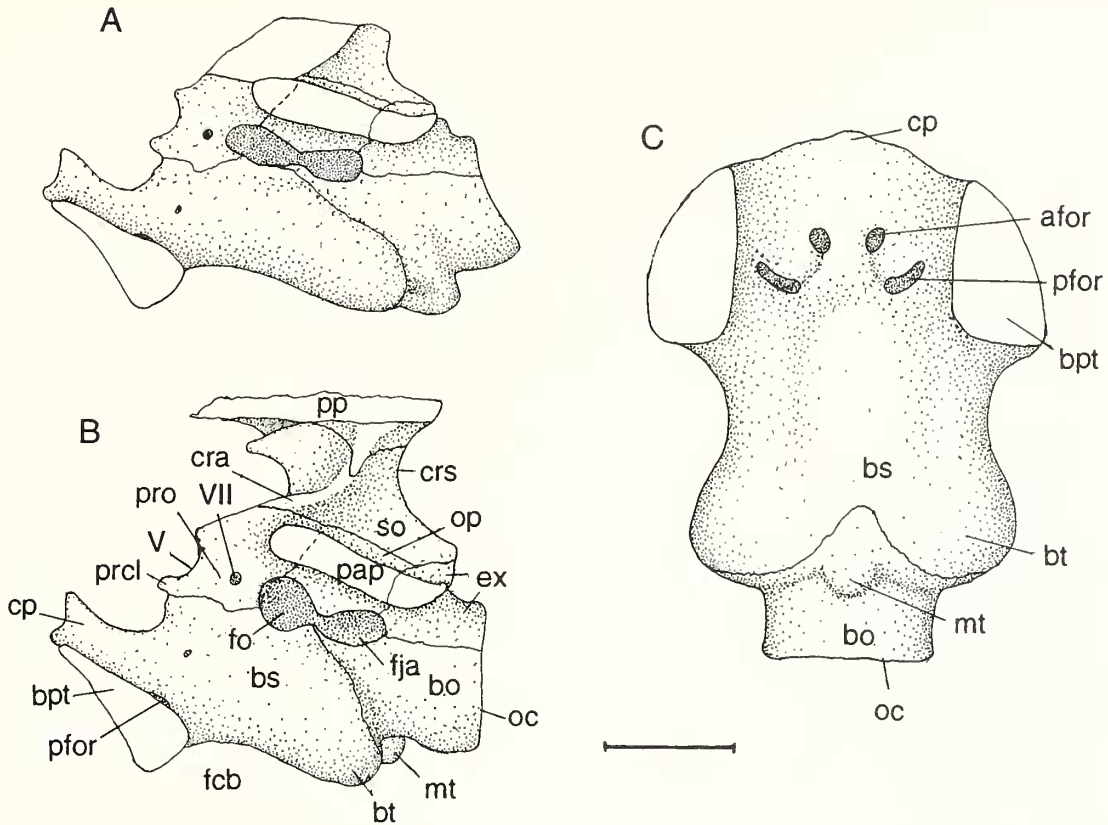 A
B
pp
cra
crs
pro
VII
so
op
V
pap
ex
prcl
cp
fo
bs
fja
bo
bpt
oc
pfor
fcb
mt
bt
C
cp
afor
pfor
bpt
bs
bt
mt
bo
oc